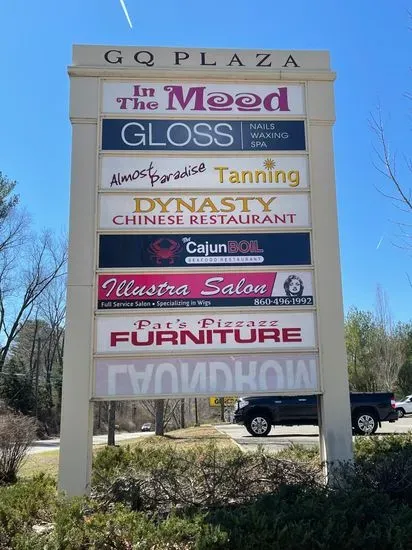 GQ PLAZA
In The Mood
GLOSS NAILS WAXING SPA
Almost Paradise Tanning
DYNASTY
CHINESE RESTAURANT
The CajunBOIL
SEAFOOD RESTAURANT
Illustra Salon
Full Service Salon • Specializing in Wigs 860-496-1992
Pat's Pizzazz
FURNITURE
LAUNDROM